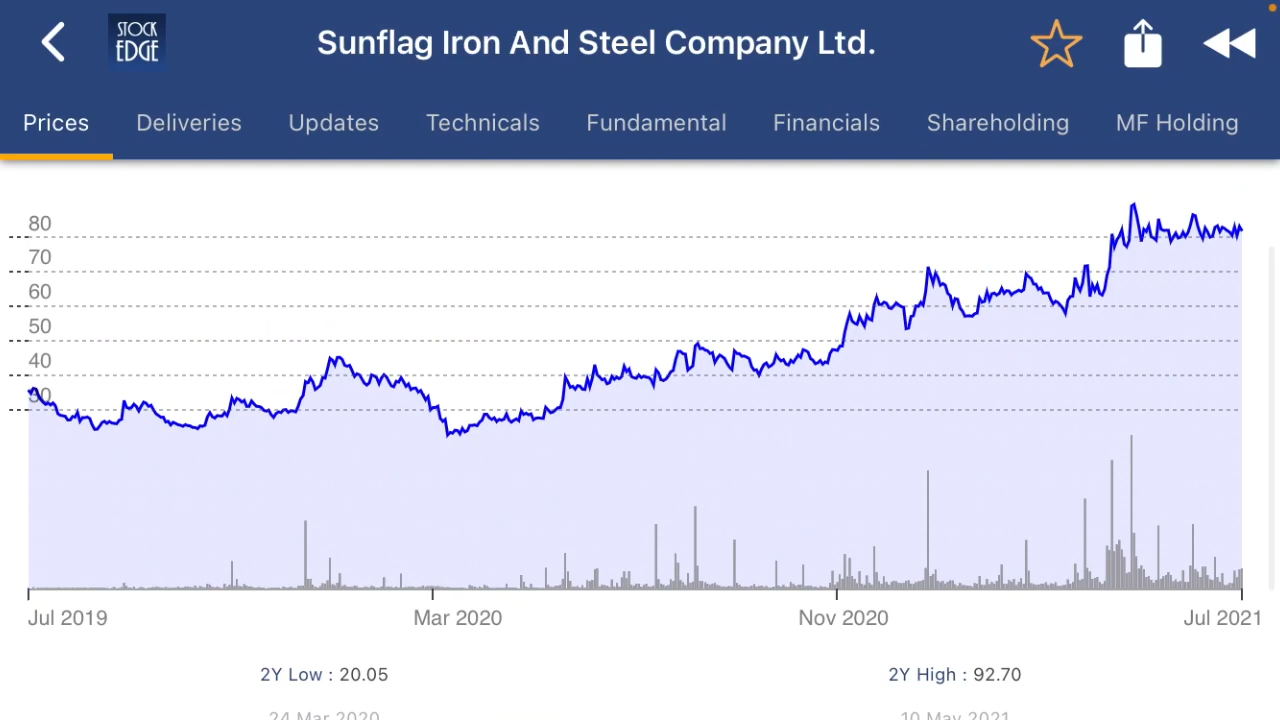 STOCK
EDGE
Sunflag Iron And Steel Company Ltd.
Prices Deliveries Updates Technicals Fundamental Financials Shareholding MF Holding
80
70
60
50
40
30
Jul 2019 Mar 2020 Nov 2020 Jul 2021
2Y Low : 20.05 2Y High : 92.70
24 Mar 2020 10 May 2021